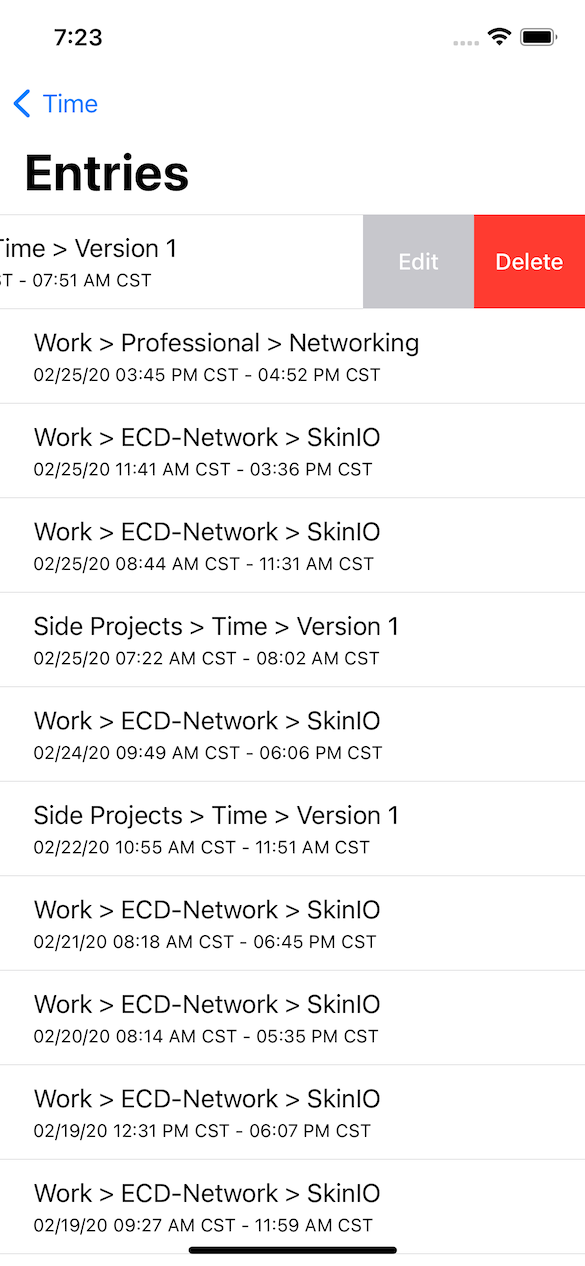 7:23
Time
Entries
Time > Version 1
T - 07:51 AM CST
Edit
Delete
Work > Professional > Networking
02/25/20 03:45 PM CST - 04:52 PM CST
Work > ECD-Network > SkinIO
02/25/20 11:41 AM CST - 03:36 PM CST
Work > ECD-Network > SkinIO
02/25/20 08:44 AM CST - 11:31 AM CST
Side Projects > Time > Version 1
02/25/20 07:22 AM CST - 08:02 AM CST
Work > ECD-Network > SkinIO
02/24/20 09:49 AM CST - 06:06 PM CST
Side Projects > Time > Version 1
02/22/20 10:55 AM CST - 11:51 AM CST
Work > ECD-Network > SkinIO
02/21/20 08:18 AM CST - 06:45 PM CST
Work > ECD-Network > SkinIO
02/20/20 08:14 AM CST - 05:35 PM CST
Work > ECD-Network > SkinIO
02/19/20 12:31 PM CST - 06:07 PM CST
Work > ECD-Network > SkinIO
02/19/20 09:27 AM CST - 11:59 AM CST